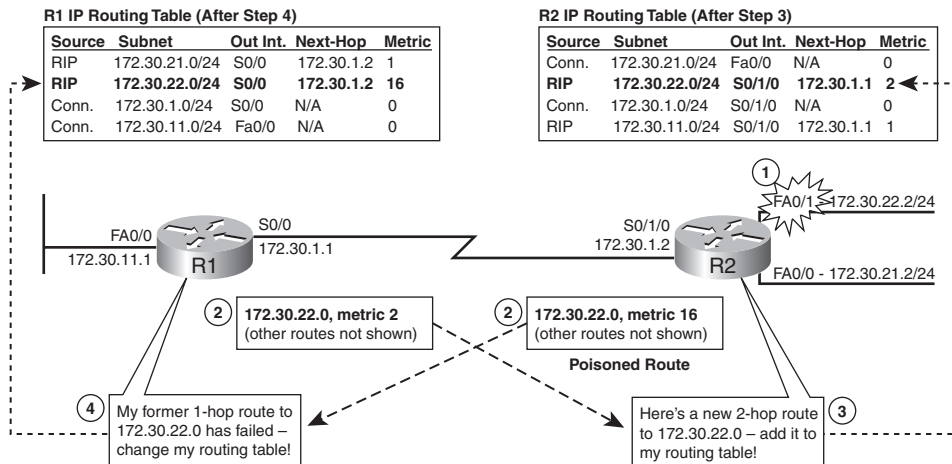 R1 IP Routing Table (After Step 4)
Source Subnet Out Int. Next-Hop Metric
RIP 172.30.21.0/24 S0/0 172.30.1.2 1
RIP 172.30.22.0/24 S0/0 172.30.1.2 16
Conn. 172.30.1.0/24 S0/0 N/A 0
Conn. 172.30.11.0/24 Fa0/0 N/A 0
R2 IP Routing Table (After Step 3)
Source Subnet Out Int. Next-Hop Metric
Conn. 172.30.21.0/24 Fa0/0 N/A 0
RIP 172.30.22.0/24 S0/1/0 172.30.1.1 2
Conn. 172.30.1.0/24 S0/1/0 N/A 0
RIP 172.30.11.0/24 S0/1/0 172.30.1.1 1
1
FA0/1 - 172.30.22.2/24
FA0/0
172.30.11.1
R1
S0/0
172.30.1.1
S0/1/0
172.30.1.2
R2
FA0/0 - 172.30.21.2/24
2
172.30.22.0, metric 2
(other routes not shown)
2
172.30.22.0, metric 16
(other routes not shown)
Poisoned Route
4
My former 1-hop route to
172.30.22.0 has failed –
change my routing table!
Here's a new 2-hop route
to 172.30.22.0 – add it to
my routing table!
3